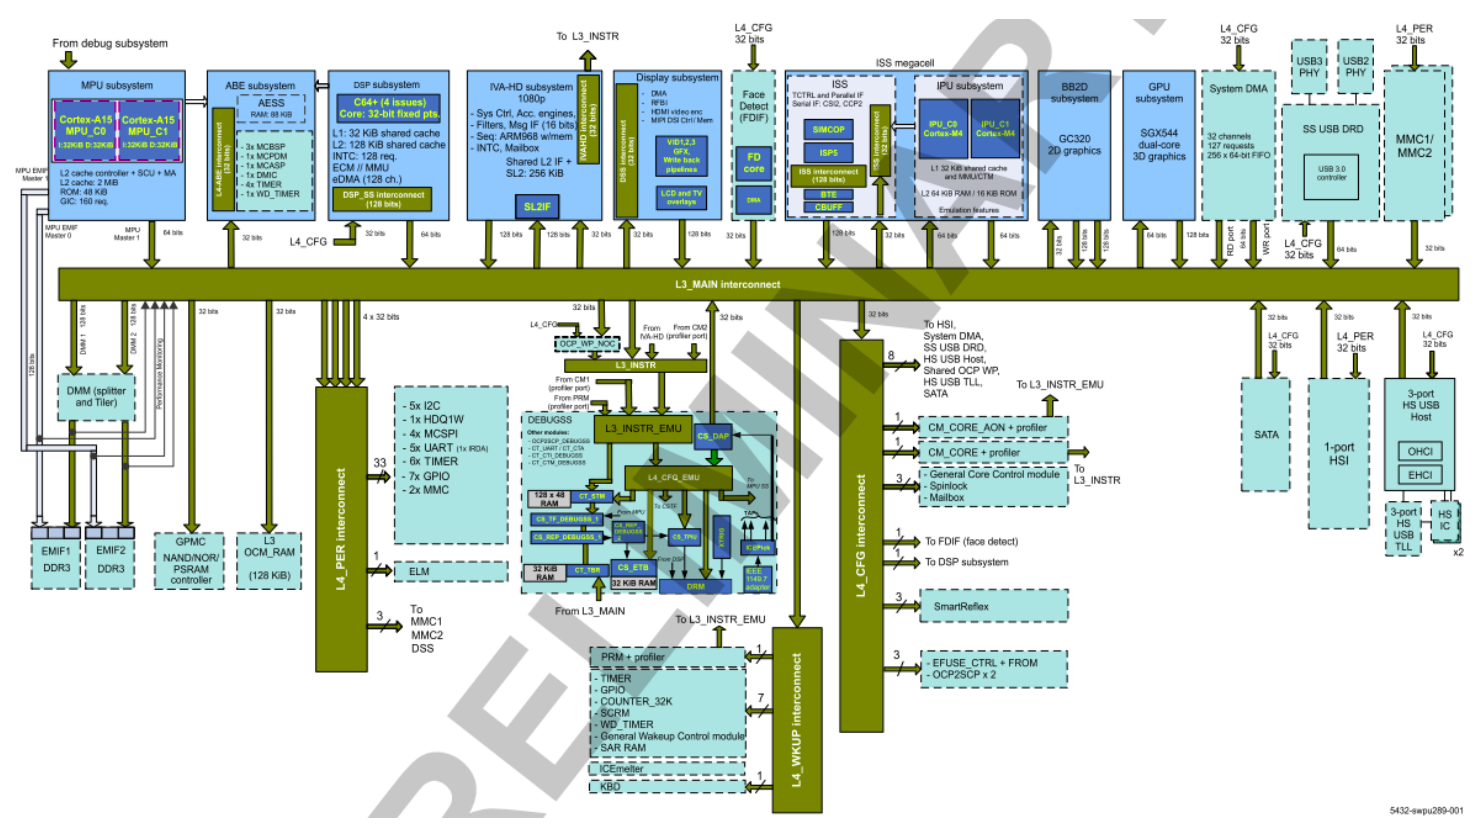 From debug subsystem
To L3_INSTR
L4_CFG
32 bits
L4_CFG
32 bits
L4_PER
32 bits
MPU subsystem
Cortex-A15
MPU_C0
I:32KiB D:32KiB
Cortex-A15
MPU_C1
I:32KiB D:32KiB
L2 cache controller + SCU + MA
L2 cache: 2 MiB
ROM: 48 KiB
GIC: 160 req.
MPU EMIF
Master 1
MPU EMIF
Master 0
MPU
Master 1
64 bits
ABE subsystem
AESS
RAM: 88 KiB
L4-ABE interconnect
(32 bits)
- 3x MCBSP
- 1x MCPDM
- 1x MCASP
- 1x DMIC
- 4x TIMER
- 1x WD_TIMER
32 bits
DSP subsystem
C64+ (4 issues)
Core: 32-bit fixed pts.
L1: 32 KiB shared cache
L2: 128 KiB shared cache
INTC: 128 req.
ECM // MMU
eDMA (128 ch.)
DSP_SS interconnect
(128 bits)
L4_CFG
32 bits
64 bits
IVA-HD subsystem
1080p
- Sys Ctrl, Acc. engines,
- Filters, Msg IF (16 bits)
- Seq: ARM968 w/mem
- INTC, Mailbox
Shared L2 IF +
SL2: 256 KiB
SL2IF
IVAHD interconnect
(32 bits)
128 bits
128 bits
32 bits
Display subsystem
- DMA
- RFBI
- HDMI video enc
- MIPI DSI Ctrl / Mem
DSS interconnect
(32 bits)
VID1,2,3
GFX,
Write back
pipelines
LCD and TV
overlays
32 bits
128 bits
Face
Detect
(FDIF)
FD
core
DMA
32 bits
ISS megacell
ISS
TCTRL and Parallel IF
Serial IF: CSI2, CCP2
SIMCOP
ISP5
ISS interconnect
(128 bits)
BTE
CBUFF
ISS interconnect
(32 bits)
128 bits
32 bits
IPU subsystem
IPU_C0
Cortex-M4
IPU_C1
Cortex-M4
L1 32 KiB shared cache
and MMU/CTM
L2 64 KiB RAM / 16 KiB ROM
Emulation features
64 bits
64 bits
BB2D
subsystem
GC320
2D graphics
32 bits
128 bits
128 bits
GPU
subsystem
SGX544
dual-core
3D graphics
64 bits
128 bits
System DMA
32 channels
127 requests
256 x 64-bit FIFO
RD port
64 bits
WR port
64 bits
USB3
PHY
USB2
PHY
SS USB DRD
USB 3.0
controller
L4_CFG
32 bits
64 bits
MMC1/
MMC2
32 bits
L3_MAIN interconnect
128 bits
DMM 1 128 bits
DMM 2 128 bits
Performance Monitoring
DMM (splitter
and Tiler)
EMIF1
DDR3
EMIF2
DDR3
32 bits
GPMC
NAND/NOR/
PSRAM
controller
32 bits
L3
OCM_RAM
(128 KiB)
4 x 32 bits
L4_PER interconnect
33
- 5x I2C
- 1x HDQ1W
- 4x MCSPI
- 5x UART (1x IRDA)
- 6x TIMER
- 7x GPIO
- 2x MMC
1
ELM
3
To
MMC1
MMC2
DSS
32 bits
L4_CFG
OCP_WP_NOC
From
IVA-HD
From CM2
(profiler port)
L3_INSTR
32 bits
From CM1
(profiler port)
From PRM
(profiler port)
DEBUGSS
Other modules:
- OCP2SCP_DEBUGSS
- CT_UART / CT_CTA
- CT_CTI_DEBUGSS
- CT_CTM_DEBUGSS
L3_INSTR_EMU
CS_DAP
L4_CFG_EMU
128 x 48
RAM
CT_STM
CS_TF_DEBUGSS_1
CS_REP_DEBUGSS_1
From MPU
CS_REP_
DEBUGSS
_2
To CSTF
CS_TPIU
To
MPU SS
TAPs
XTRIG
ICEPick
IEEE
1149.7
adapter
32 KiB
RAM
CT_TBR
CS_ETB
32 KiB RAM
From DSP
DRM
From L3_MAIN
To L3_INSTR_EMU
1
PRM + profiler
7
- TIMER
- GPIO
- COUNTER_32K
- SCRM
- WD_TIMER
- General Wakeup Control module
- SAR RAM
ICEmelter
1
KBD
L4_WKUP interconnect
32 bits
L4_CFG interconnect
8
To HSI,
System DMA,
SS USB DRD,
HS USB Host,
Shared OCP WP,
HS USB TLL,
SATA
To L3_INSTR_EMU
1
CM_CORE_AON + profiler
1
CM_CORE + profiler
To
L3_INSTR
3
- General Core Control module
- Spinlock
- Mailbox
1
To FDIF (face detect)
1
To DSP subsystem
3
SmartReflex
3
- EFUSE_CTRL + FROM
- OCP2SCP x 2
32 bits
L4_CFG
32 bits
SATA
32 bits
L4_PER
32 bits
1-port
HSI
32 bits
L4_CFG
32 bits
3-port
HS USB
Host
OHCI
EHCI
3-port
HS
USB
TLL
HS
IC
x2
PRELIMINARY
5432-swpu289-001